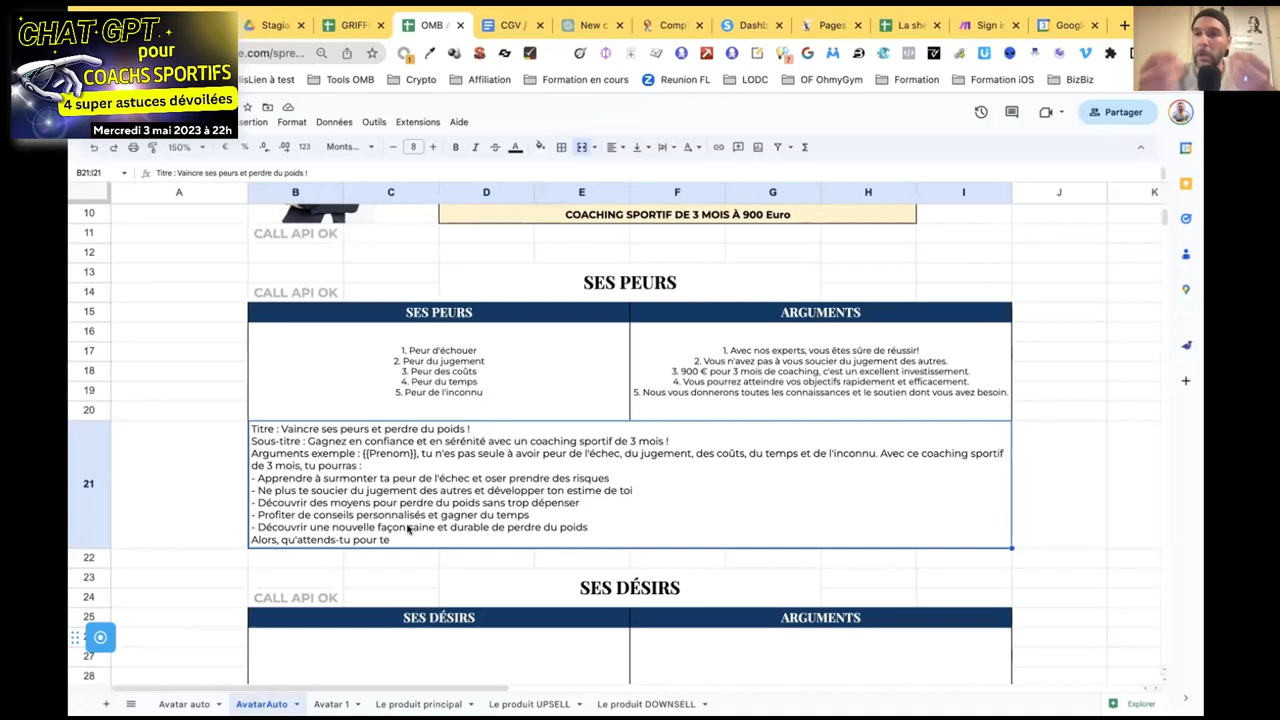 CHAT GPT
pour
COACHS SPORTIFS
4 super astuces dévoilées
Mercredi 3 mai 2023 à 22h
Stagia
GRIFF
OMB /
CGV /
New c
Comp
Dashb
Pages
La she
Sign i
Googl
e.com/spre
lisLien à test
Tools OMB
Crypto
Affiliation
Formation en cours
Reunion FL
LODC
OF OhmyGym
Formation
Formation iOS
BizBiz
sertion Format Données Outils Extensions Aide
Partager
150% € % .0 .00 123 Monts... 8 B I S A
B21:I21 fx Titre : Vaincre ses peurs et perdre du poids !
A B C D E F G H I J K
10 COACHING SPORTIF DE 3 MOIS À 900 Euro
11 CALL API OK
12
13
SES PEURS
14 CALL API OK
15 SES PEURS ARGUMENTS
16
17 1. Peur d'échouer 1. Avec nos experts, vous êtes sûre de réussir!
2. Peur du jugement 2. Vous n'avez pas à vous soucier du jugement des autres.
18 3. Peur des coûts 3. 900 € pour 3 mois de coaching, c'est un excellent investissement.
4. Peur du temps 4. Vous pourrez atteindre vos objectifs rapidement et efficacement.
19 5. Peur de l'inconnu 5. Nous vous donnerons toutes les connaissances et le soutien dont vous avez besoin.
20
Titre : Vaincre ses peurs et perdre du poids !
Sous-titre : Gagnez en confiance et en sérénité avec un coaching sportif de 3 mois !
Arguments exemple : {{Prenom}}, tu n'es pas seule à avoir peur de l'échec, du jugement, des coûts, du temps et de l'inconnu. Avec ce coaching sportif
de 3 mois, tu pourras :
- Apprendre à surmonter ta peur de l'échec et oser prendre des risques
21
- Ne plus te soucier du jugement des autres et développer ton estime de toi
- Découvrir des moyens pour perdre du poids sans trop dépenser
- Profiter de conseils personnalisés et gagner du temps
- Découvrir une nouvelle façon saine et durable de perdre du poids
Alors, qu'attends-tu pour te
22
23
SES DÉSIRS
24 CALL API OK
25 SES DÉSIRS ARGUMENTS
27
28
Avatar auto AvatarAuto Avatar 1 Le produit principal Le produit UPSELL Le produit DOWNSELL Explorer